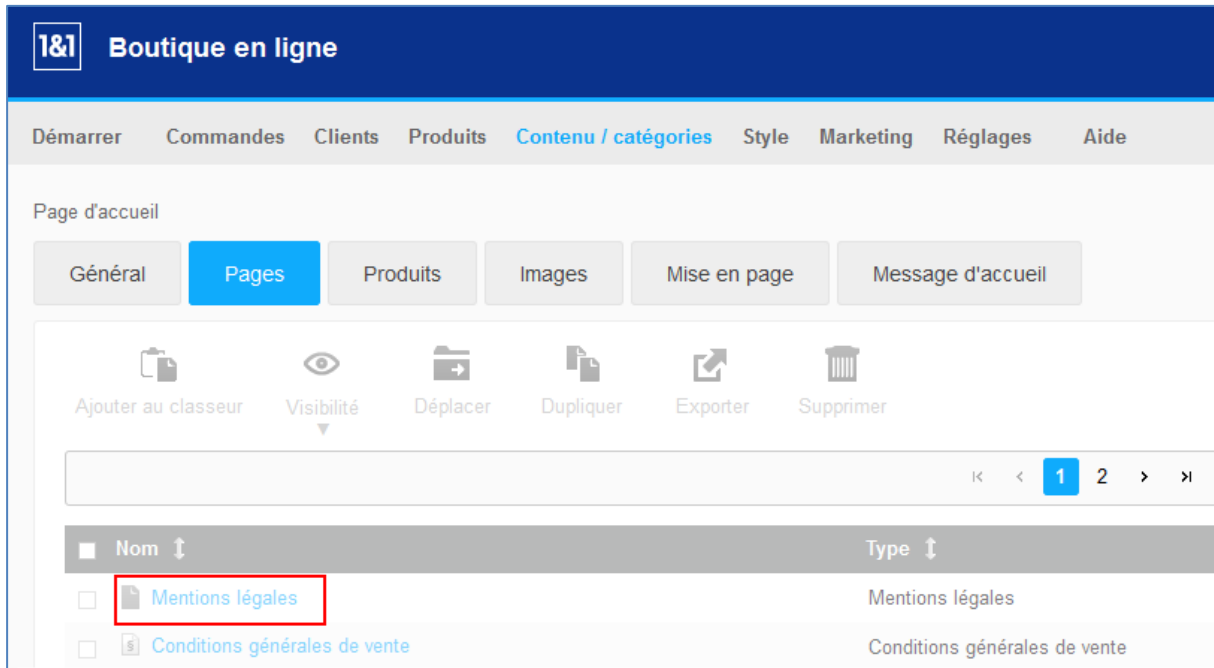 1&1 Boutique en ligne
Démarrer Commandes Clients Produits Contenu / catégories Style Marketing Réglages Aide
Page d'accueil
Général Pages Produits Images Mise en page Message d'accueil
Ajouter au classeur Visibilité Déplacer Dupliquer Exporter Supprimer
1 2
Nom Type
Mentions légales Mentions légales
§ Conditions générales de vente Conditions générales de vente